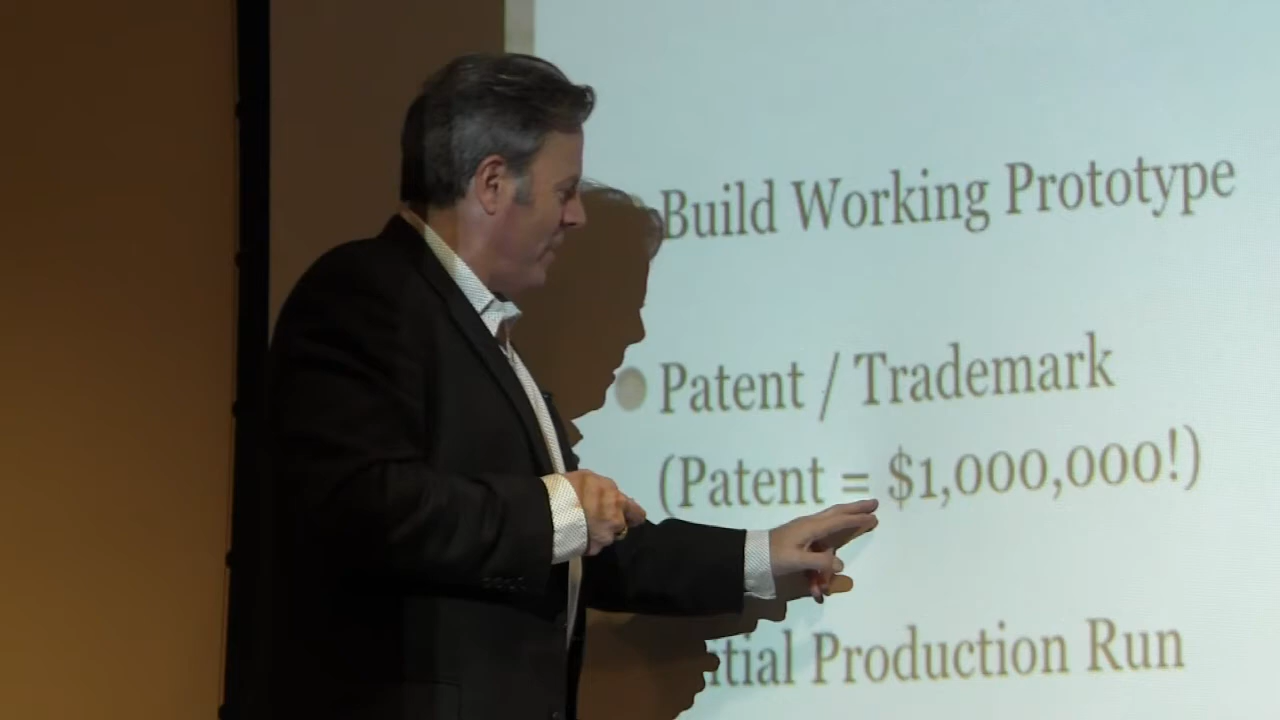 Build Working Prototype
Patent / Trademark
(Patent = $1,000,000!)
Production Run